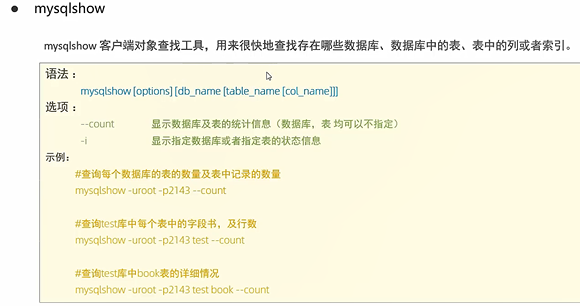 mysqlshow
mysqlshow 客户端对象查找工具，用来很快地查找存在哪些数据库、数据库中的表、表中的列或者索引。
语法：
mysqlshow [options] [db_name [table_name [col_name]]]
选项：
--count 显示数据库及表的统计信息（数据库，表 均可以不指定）
-i 显示指定数据库或者指定表的状态信息
示例：
#查询每个数据库的表的数量及表中记录的数量
mysqlshow -uroot -p2143 --count
#查询test库中每个表中的字段书，及行数
mysqlshow -uroot -p2143 test --count
#查询test库中book表的详细情况
mysqlshow -uroot -p2143 test book --count